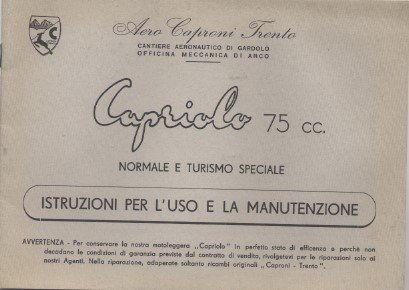 Aero Caproni Trento
CANTIERE AERONAUTICO DI GARDOLO
OFFICINA MECCANICA DI ARCO
Capriolo 75 cc.
NORMALE E TURISMO SPECIALE
ISTRUZIONI PER L'USO E LA MANUTENZIONE
AVVERTENZA - Per conservare la nostra motoleggera „Capriolo" in perfetto stato di efficenza e perchè non
decadano le condizioni di garanzia previste dal contratto di vendita, rivolgetevi per le riparazioni solo ai
nostri Agenti. Nella riparazione, adoperate soltanto ricambi originali „Caproni - Trento".